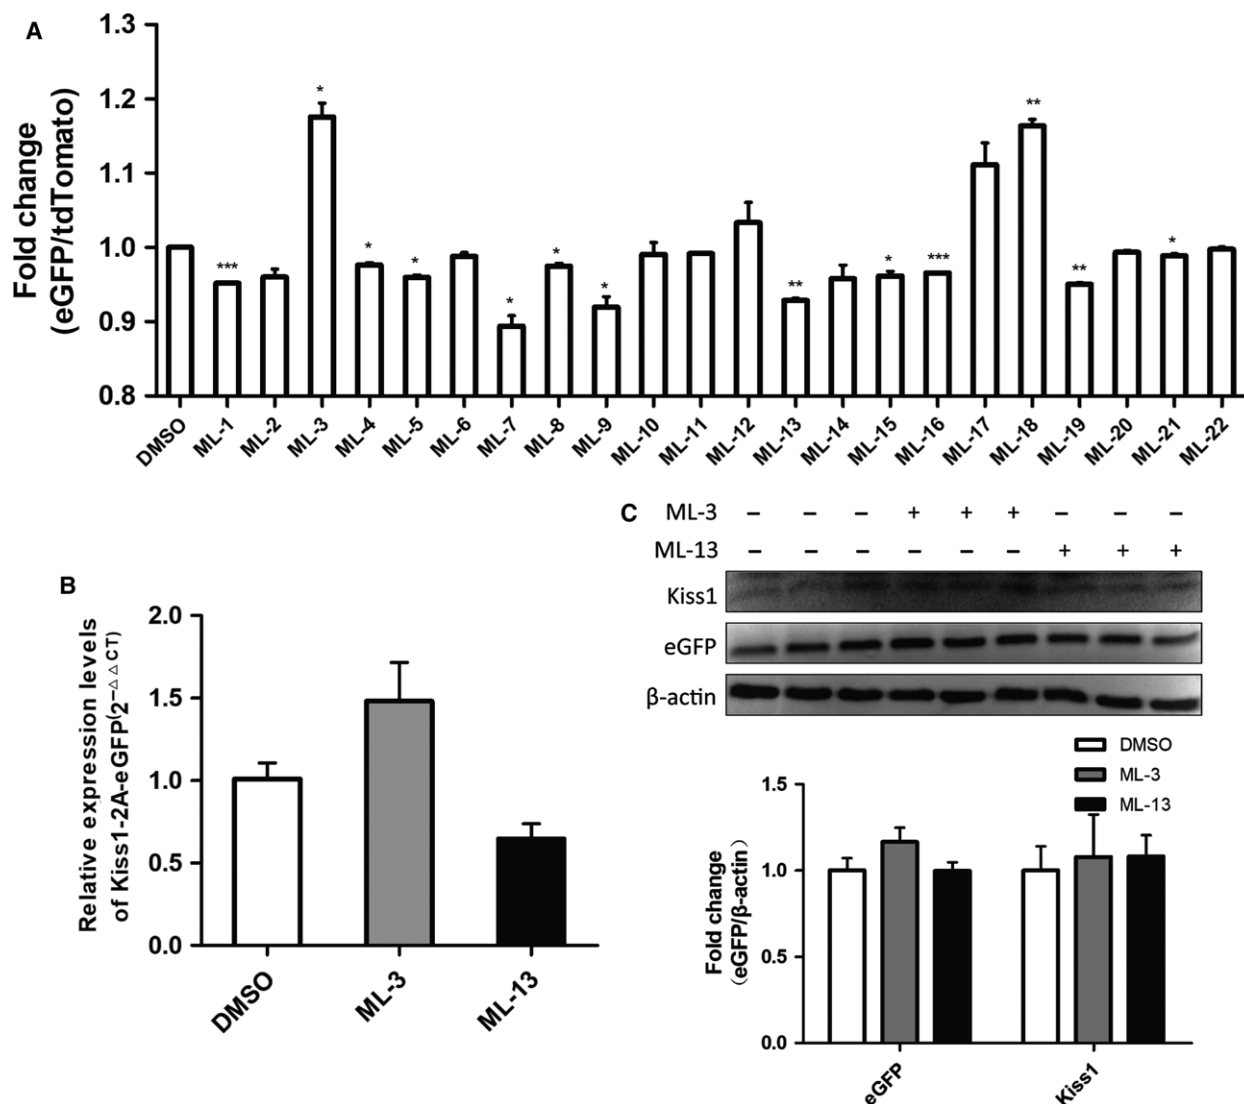 A
Fold change
(eGFP/tdTomato)
1.3
1.2
1.1
1.0
0.9
0.8
*** * * * * * * ** * *** ** ** *
DMSO ML-1 ML-2 ML-3 ML-4 ML-5 ML-6 ML-7 ML-8 ML-9 ML-10 ML-11 ML-12 ML-13 ML-14 ML-15 ML-16 ML-17 ML-18 ML-19 ML-20 ML-21 ML-22
B
Relative expression levels
of Kiss1-2A-eGFP(2−△△CT)
2.0
1.5
1.0
0.5
0.0
DMSO ML-3 ML-13
C
ML-3 – – – + + + – – –
ML-13 – – – – – – + + +
Kiss1
eGFP
β-actin
DMSO
ML-3
ML-13
Fold change
(eGFP/β-actin)
1.5
1.0
0.5
0.0
eGFP Kiss1